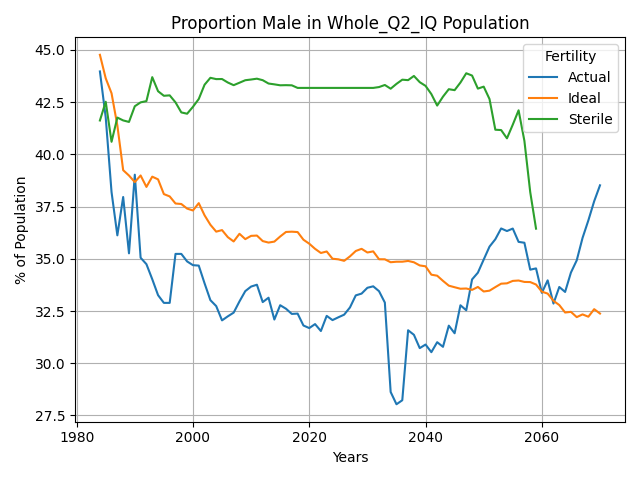 Proportion Male in Whole_Q2_IQ Population
Fertility
Actual
Ideal
Sterile
% of Population
45.0
42.5
40.0
37.5
35.0
32.5
30.0
27.5
1980
2000
2020
2040
2060
Years